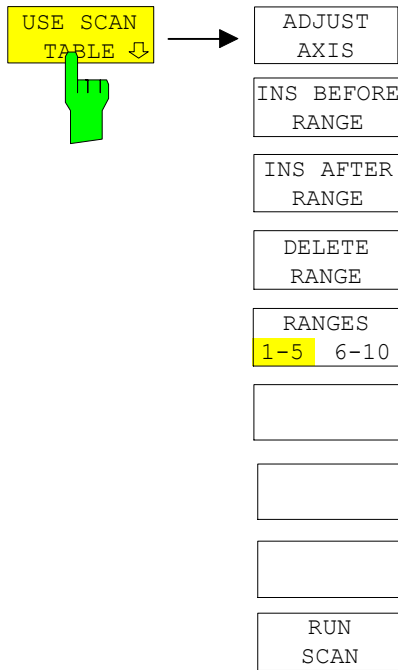 USE SCAN
TABLE
ADJUST
AXIS
INS BEFORE
RANGE
INS AFTER
RANGE
DELETE
RANGE
RANGES
1-5 6-10
RUN
SCAN